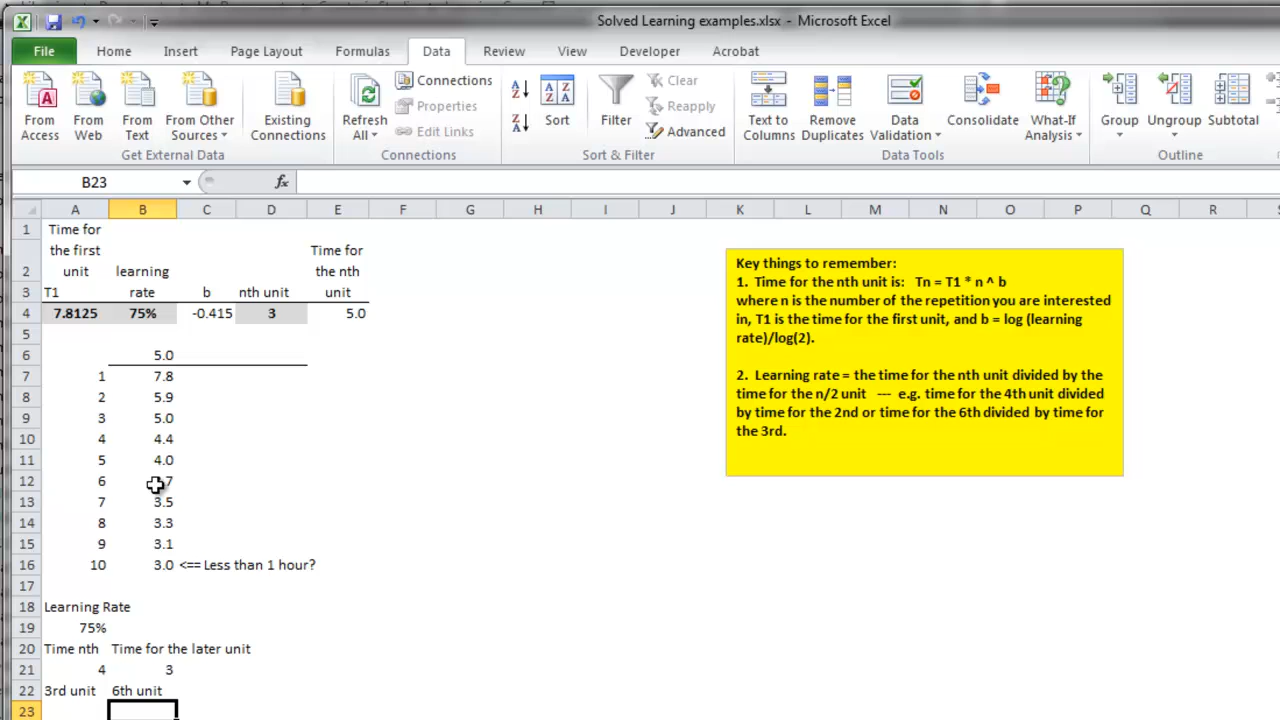 Solved Learning examples.xlsx - Microsoft Excel
File Home Insert Page Layout Formulas Data Review View Developer Acrobat
From Access
From Web
From Text
From Other Sources
Existing Connections
Get External Data
Refresh All
Connections
Properties
Edit Links
Connections
Sort
Filter
Clear
Reapply
Advanced
Sort & Filter
Text to Columns
Remove Duplicates
Data Validation
Consolidate
What-If Analysis
Data Tools
Group
Ungroup
Subtotal
Outline
B23 fx
A B C D E F G H I J K L M N O P Q R
1 Time for
the first Time for
2 unit learning the nth
3 T1 rate b nth unit unit
4 7.8125 75% -0.415 3 5.0
5
6 5.0
7 1 7.8
8 2 5.9
9 3 5.0
10 4 4.4
11 5 4.0
12 6 7
13 7 3.5
14 8 3.3
15 9 3.1
16 10 3.0 <== Less than 1 hour?
17
18 Learning Rate
19 75%
20 Time nth Time for the later unit
21 4 3
22 3rd unit 6th unit
23
Key things to remember:
1. Time for the nth unit is: Tn = T1 * n ^ b
where n is the number of the repetition you are interested
in, T1 is the time for the first unit, and b = log (learning
rate)/log(2).
2. Learning rate = the time for the nth unit divided by the
time for the n/2 unit --- e.g. time for the 4th unit divided
by time for the 2nd or time for the 6th divided by time for
the 3rd.